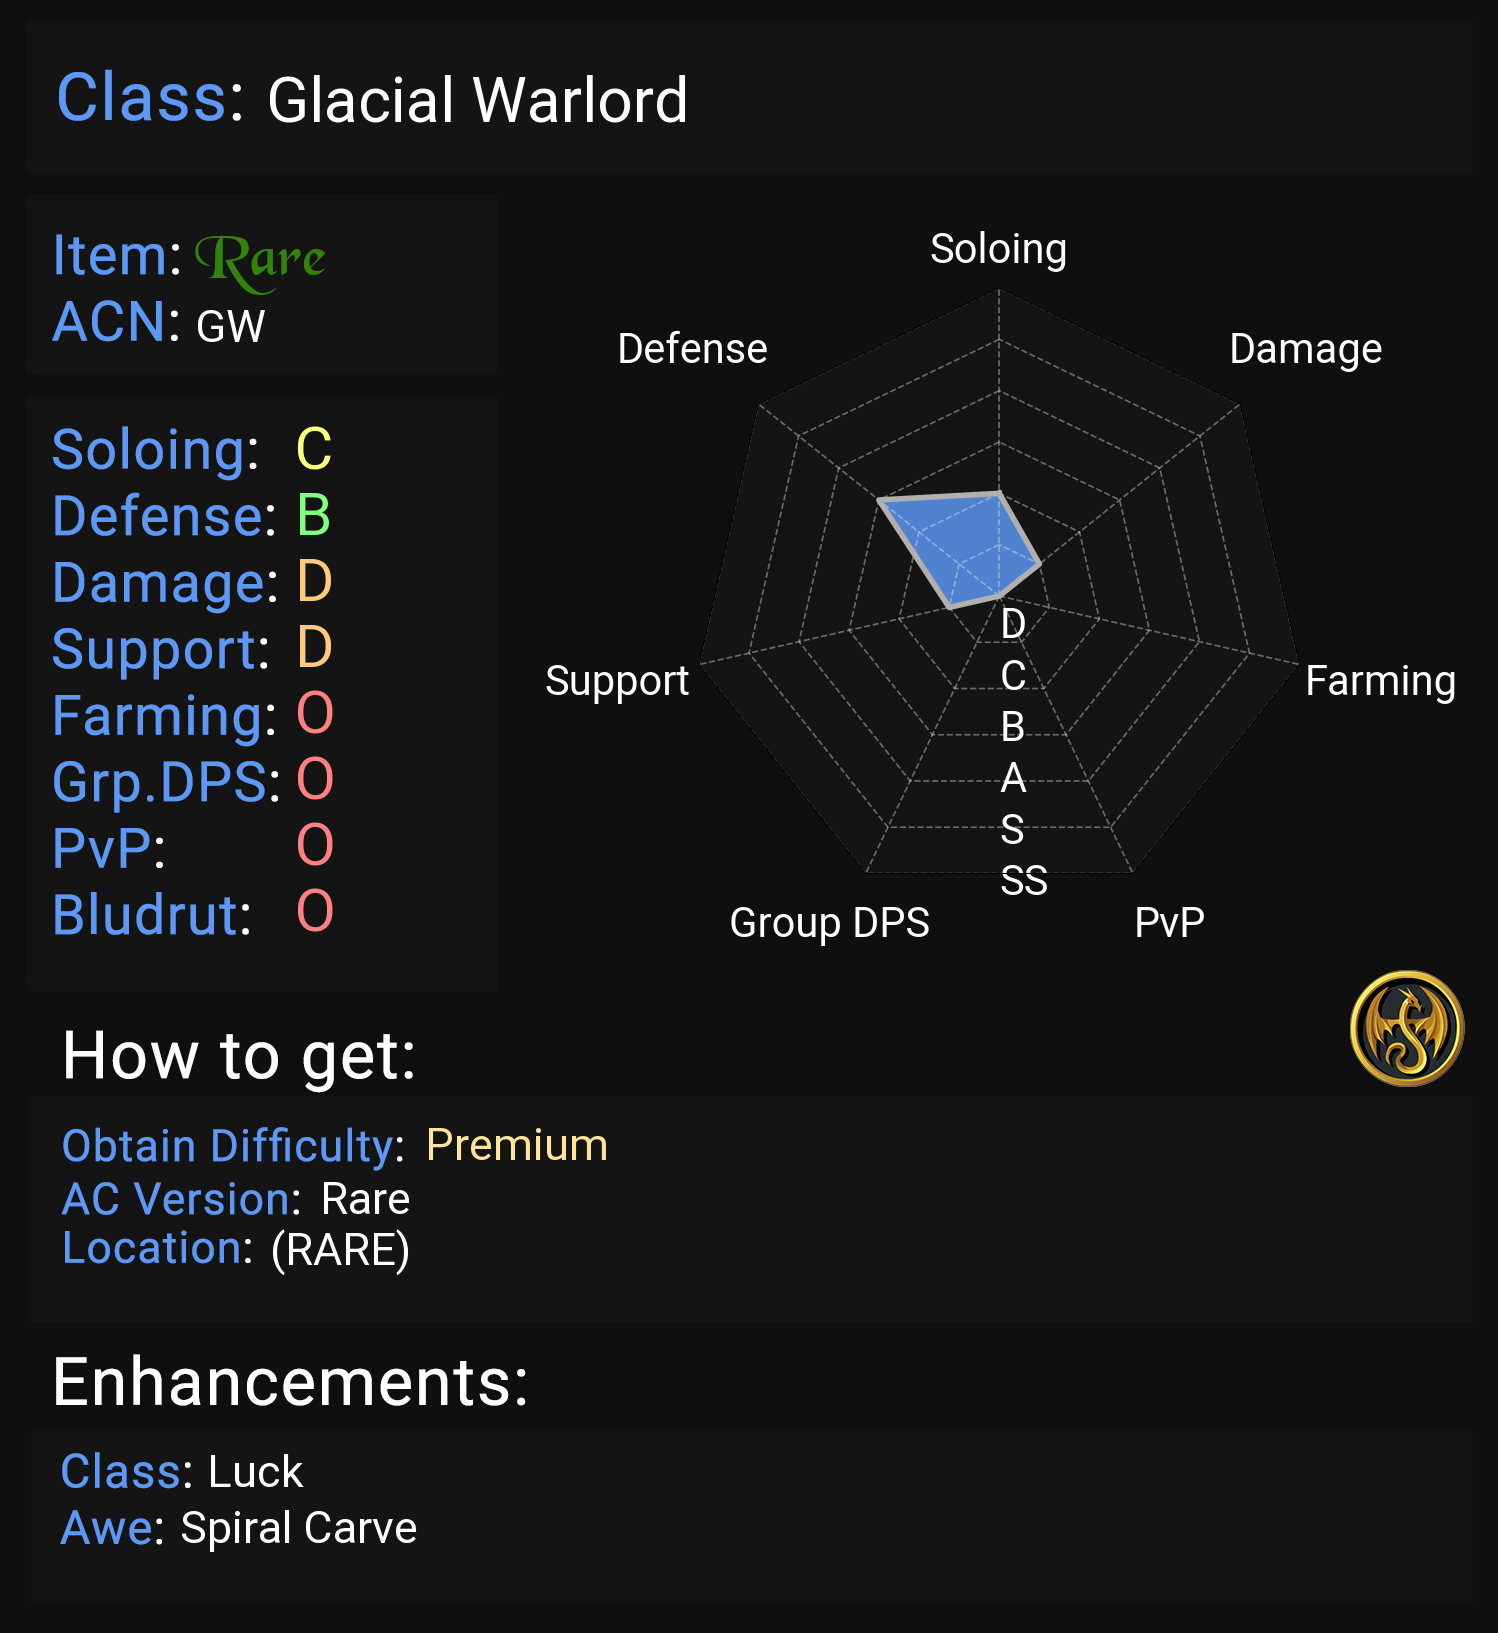 Class: Glacial Warlord
Item: Rare
ACN: GW
Soloing: C
Defense: B
Damage: D
Support: D
Farming: O
Grp.DPS: O
PvP: O
Bludrut: O
Soloing
Defense
Damage
Support
Farming
Group DPS
PvP
D
C
B
A
S
SS
How to get:
Obtain Difficulty: Premium
AC Version: Rare
Location: (RARE)
Enhancements:
Class: Luck
Awe: Spiral Carve